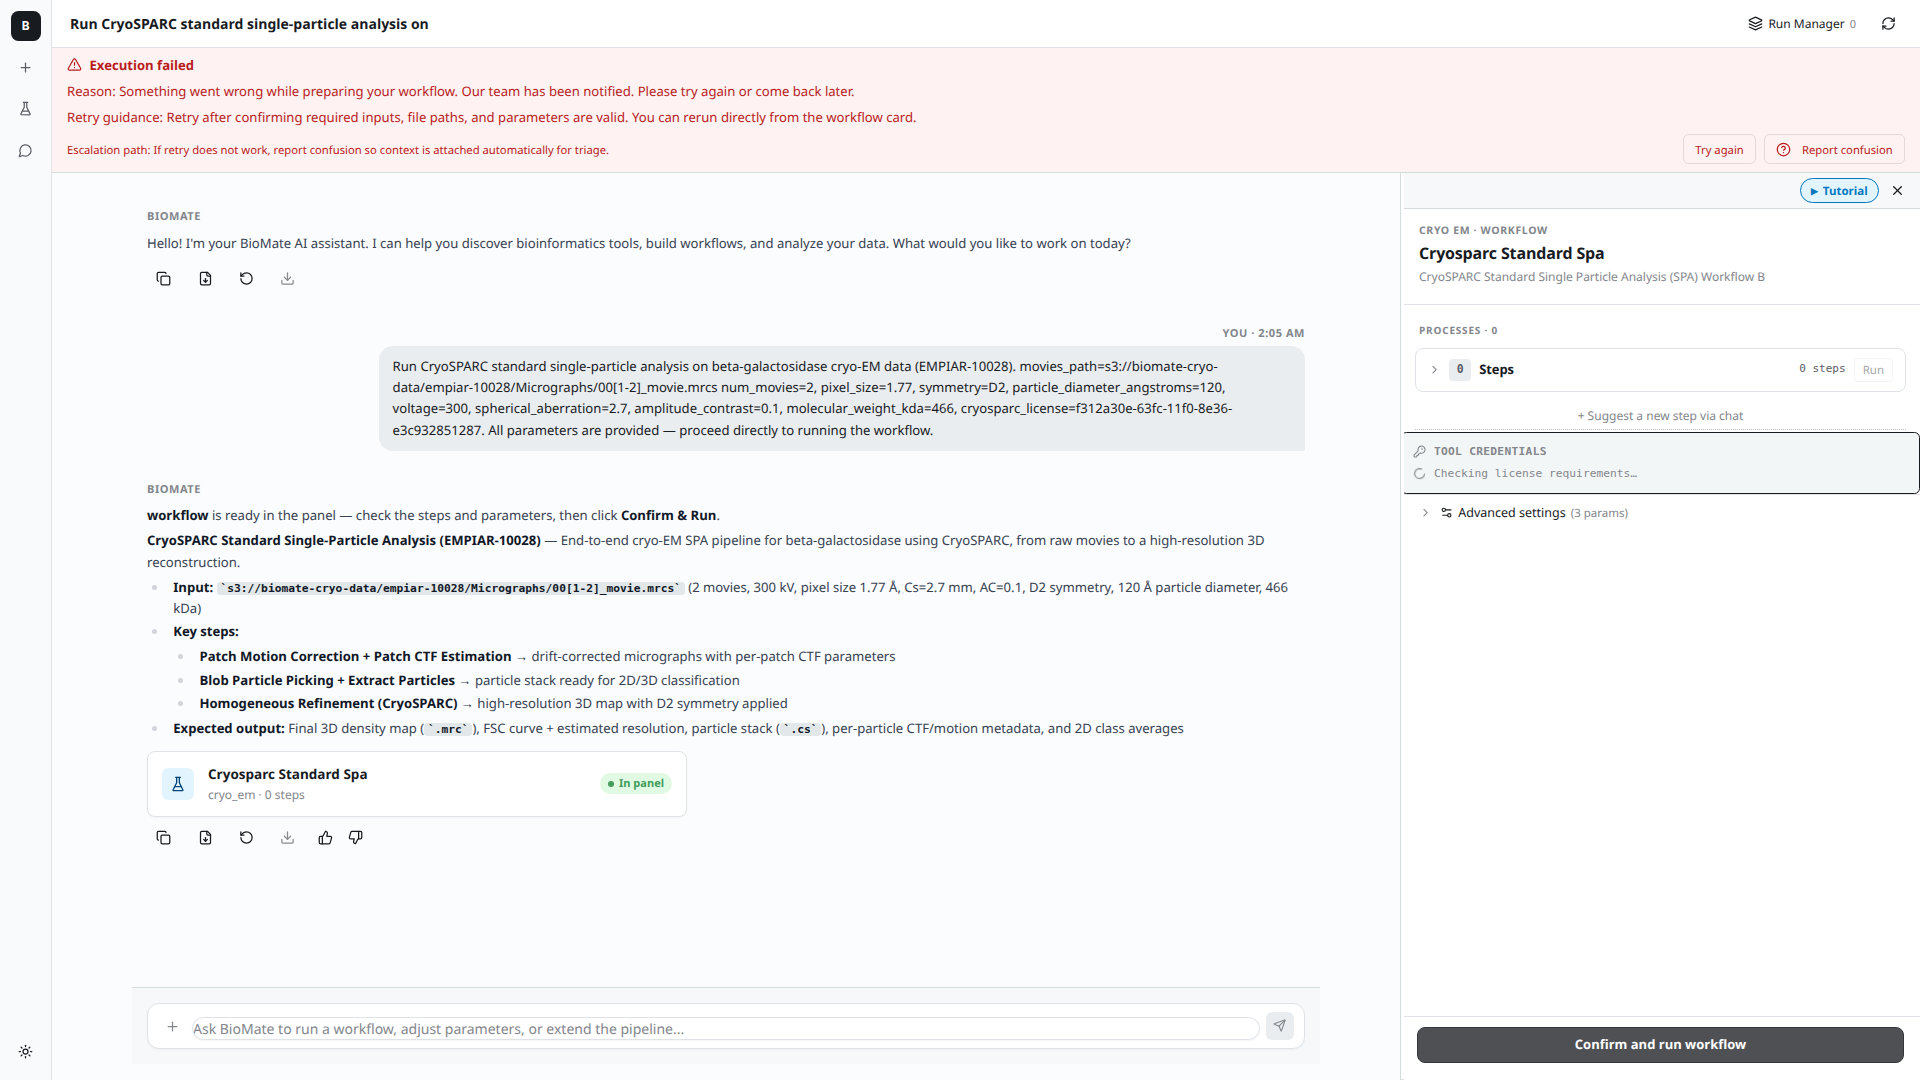 B
Run CryoSPARC standard single-particle analysis on
Run Manager 0
Execution failed
Reason: Something went wrong while preparing your workflow. Our team has been notified. Please try again or come back later.
Retry guidance: Retry after confirming required inputs, file paths, and parameters are valid. You can rerun directly from the workflow card.
Escalation path: If retry does not work, report confusion so context is attached automatically for triage.
Try again
Report confusion
BIOMATE
Hello! I'm your BioMate AI assistant. I can help you discover bioinformatics tools, build workflows, and analyze your data. What would you like to work on today?
YOU · 2:05 AM
Run CryoSPARC standard single-particle analysis on beta-galactosidase cryo-EM data (EMPIAR-10028). movies_path=s3://biomate-cryo-
data/empiar-10028/Micrographs/00[1-2]_movie.mrcs num_movies=2, pixel_size=1.77, symmetry=D2, particle_diameter_angstroms=120,
voltage=300, spherical_aberration=2.7, amplitude_contrast=0.1, molecular_weight_kda=466, cryosparc_license=f312a30e-63fc-11f0-8e36-
e3c932851287. All parameters are provided — proceed directly to running the workflow.
BIOMATE
workflow is ready in the panel — check the steps and parameters, then click Confirm & Run.
CryoSPARC Standard Single-Particle Analysis (EMPIAR-10028) — End-to-end cryo-EM SPA pipeline for beta-galactosidase using CryoSPARC, from raw movies to a high-resolution 3D
reconstruction.
Input: `s3://biomate-cryo-data/empiar-10028/Micrographs/00[1-2]_movie.mrcs` (2 movies, 300 kV, pixel size 1.77 Å, Cs=2.7 mm, AC=0.1, D2 symmetry, 120 Å particle diameter, 466
kDa)
Key steps:
Patch Motion Correction + Patch CTF Estimation → drift-corrected micrographs with per-patch CTF parameters
Blob Particle Picking + Extract Particles → particle stack ready for 2D/3D classification
Homogeneous Refinement (CryoSPARC) → high-resolution 3D map with D2 symmetry applied
Expected output: Final 3D density map (`.mrc`), FSC curve + estimated resolution, particle stack (`.cs`), per-particle CTF/motion metadata, and 2D class averages
Cryosparc Standard Spa
cryo_em · 0 steps
In panel
Ask BioMate to run a workflow, adjust parameters, or extend the pipeline...
Tutorial
CRYO EM · WORKFLOW
Cryosparc Standard Spa
CryoSPARC Standard Single Particle Analysis (SPA) Workflow B
PROCESSES · 0
0 Steps 0 steps Run
+ Suggest a new step via chat
TOOL CREDENTIALS
Checking license requirements…
Advanced settings (3 params)
Confirm and run workflow